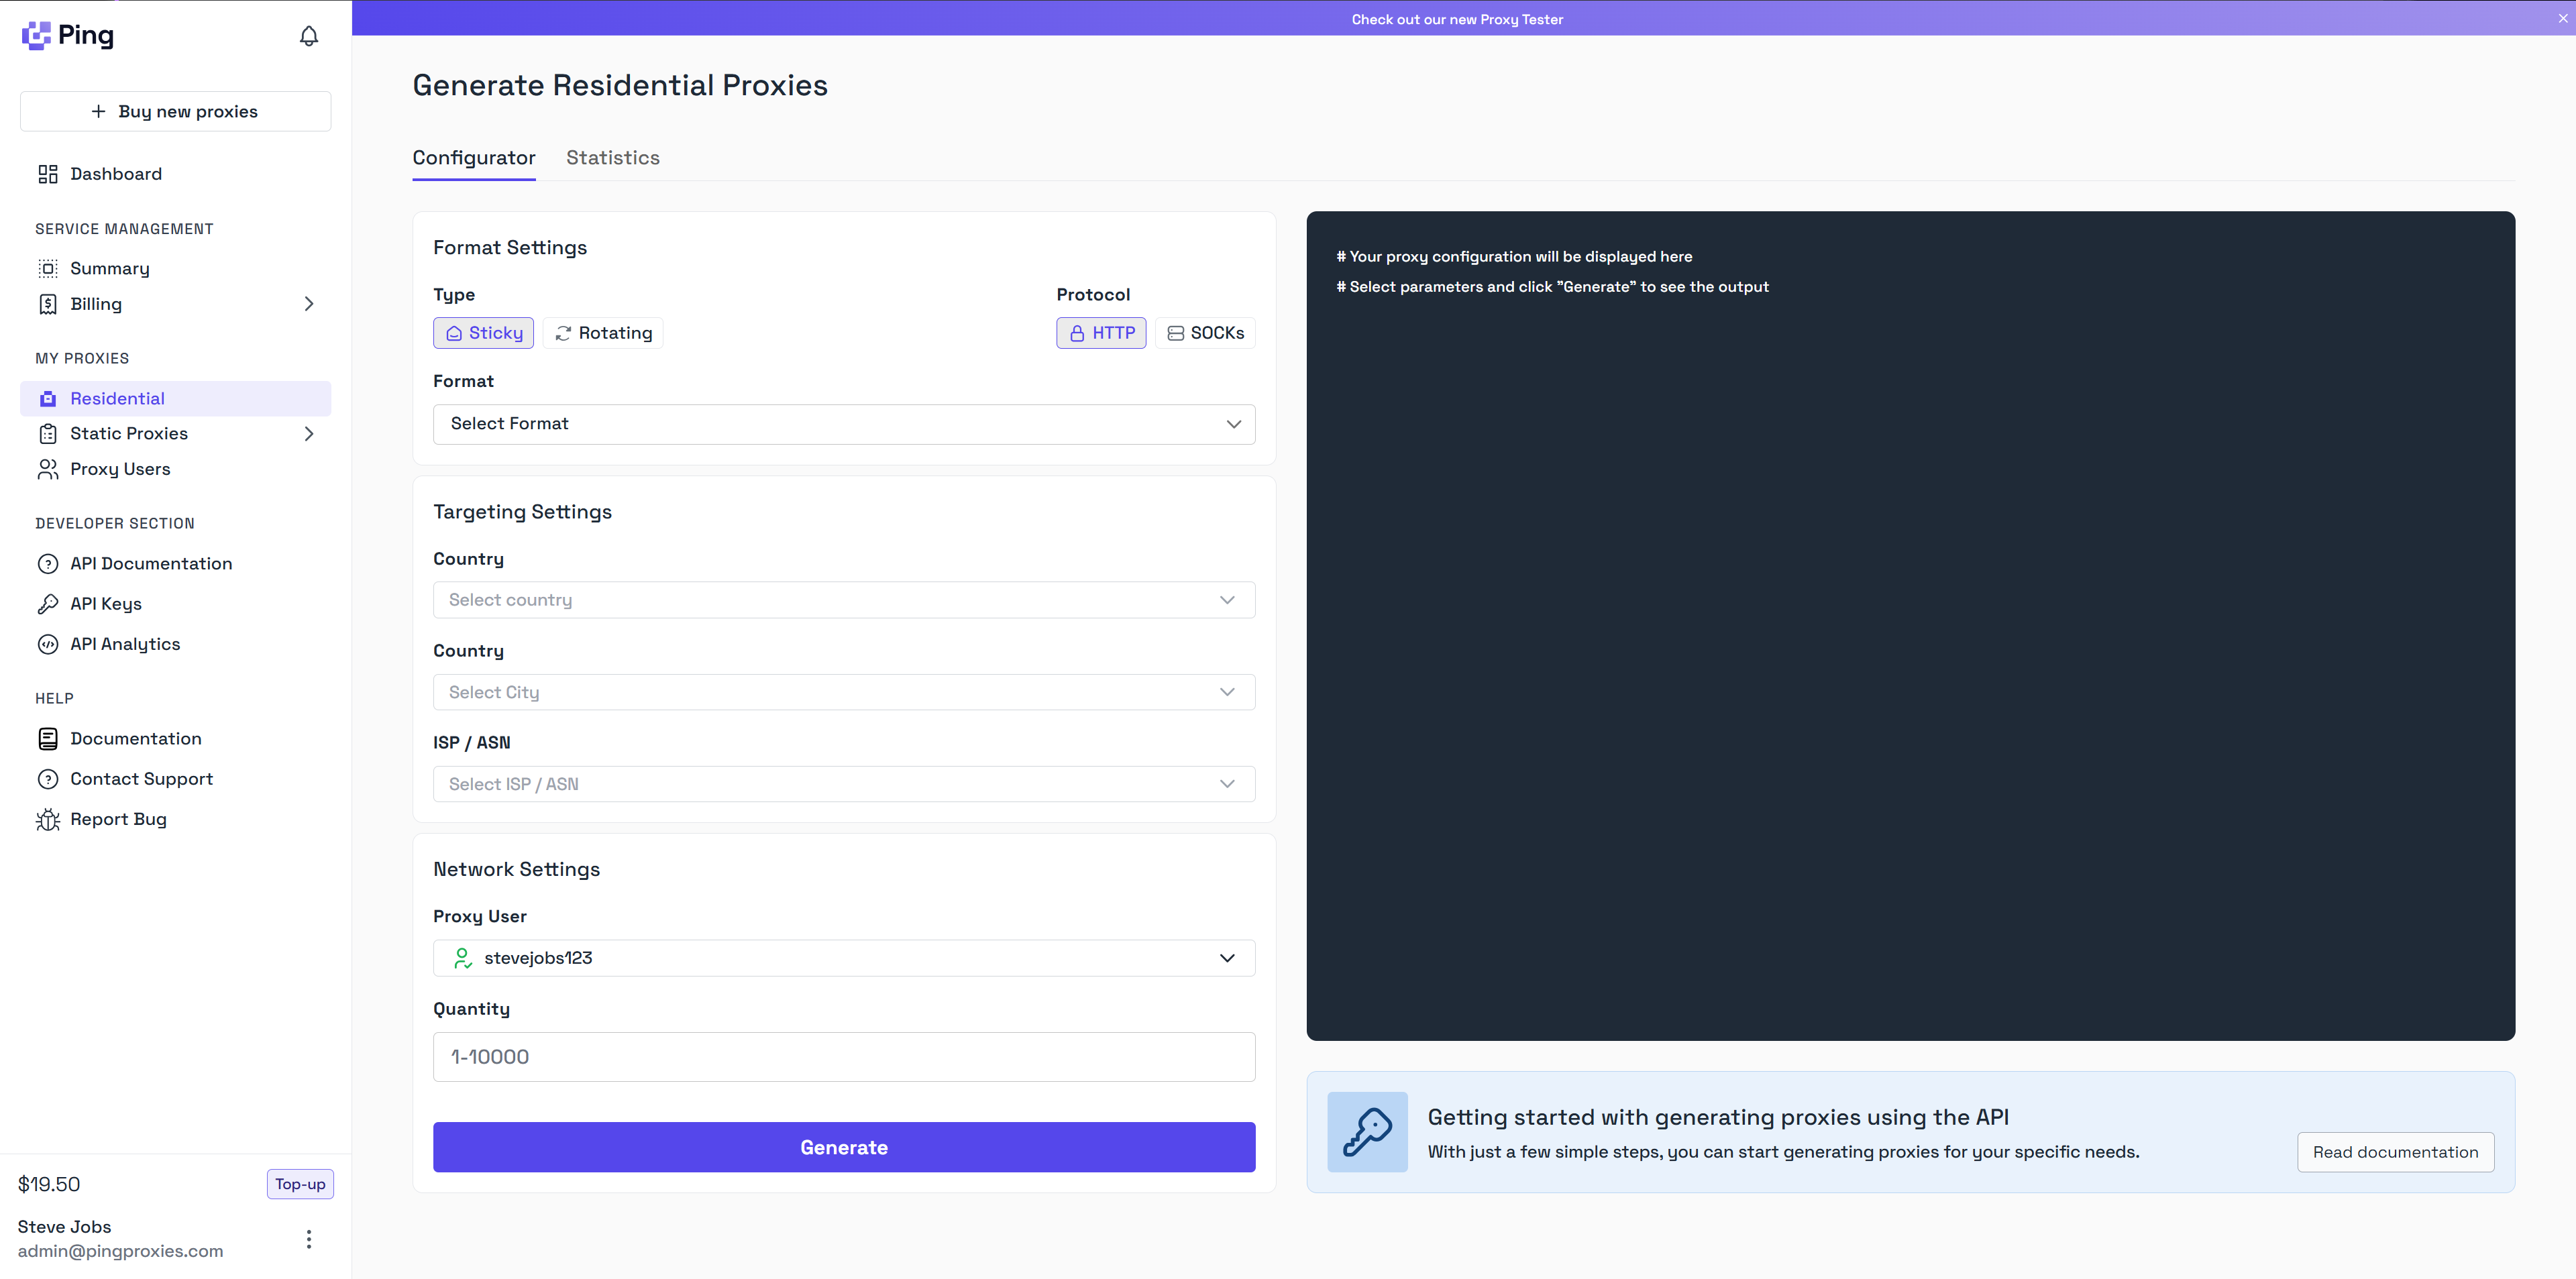 Ping
Check out our new Proxy Tester
Buy new proxies
Dashboard
SERVICE MANAGEMENT
Summary
Billing
MY PROXIES
Residential
Static Proxies
Proxy Users
DEVELOPER SECTION
API Documentation
API Keys
API Analytics
HELP
Documentation
Contact Support
Report Bug
$19.50
Top-up
Steve Jobs
admin@pingproxies.com
Generate Residential Proxies
Configurator Statistics
Format Settings
Type Protocol
Sticky Rotating HTTP SOCKs
Format
Select Format
Targeting Settings
Country
Select country
Country
Select City
ISP / ASN
Select ISP / ASN
Network Settings
Proxy User
stevejobs123
Quantity
1-10000
Generate
# Your proxy configuration will be displayed here
# Select parameters and click "Generate" to see the output
Getting started with generating proxies using the API
With just a few simple steps, you can start generating proxies for your specific needs.
Read documentation